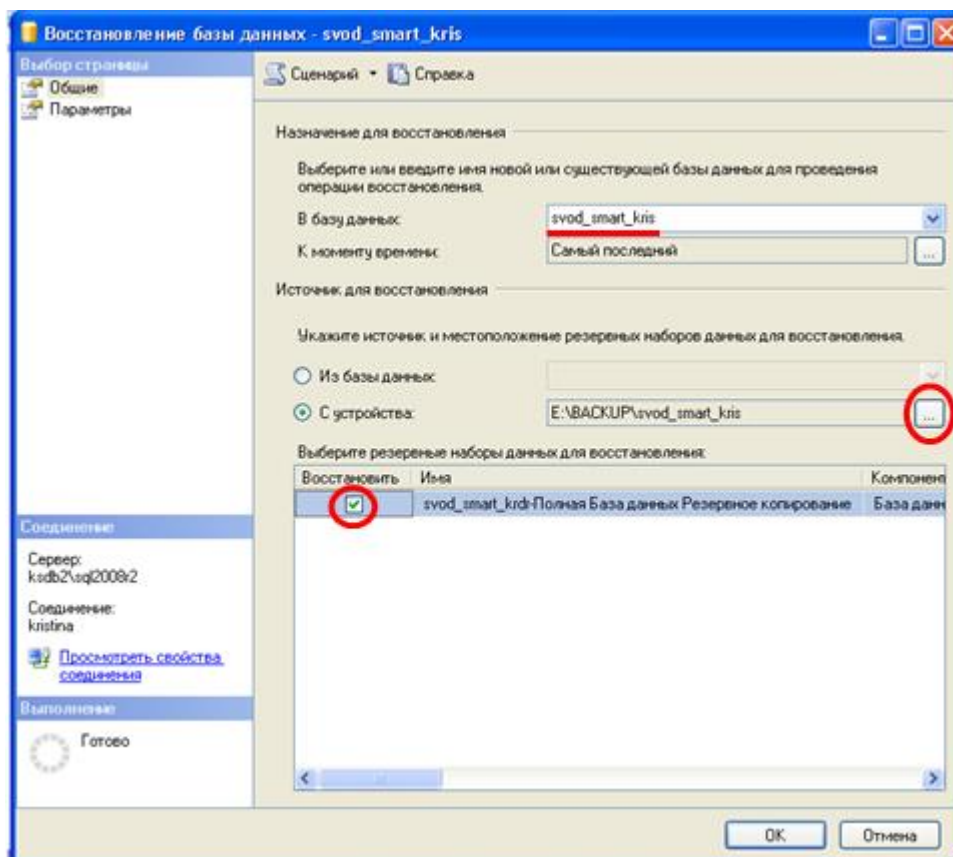 Восстановление базы данных - svod_smart_kris
Выбор страницы
Общие
Параметры
Сценарий
Справка
Назначение для восстановления
Выберите или введите имя новой или существующей базы данных для проведения
операции восстановления.
В базу данных:
svod_smart_kris
К моменту времени:
Самый последний
...
Источник для восстановления
Укажите источник и местоположение резервных наборов данных для восстановления.
Из базы данных:
С устройства:
E:\BACKUP\svod_smart_kris
...
Выберите резервные наборы данных для восстановления:
Восстановить Имя Компонент
svod_smart_krdr-Полная База данных Резервное копирование База данн
Соединение
Сервер:
ksdb2\sql2008r2
Соединение:
kristina
Просмотреть свойства
соединения
Выполнение
Готово
OK
Отмена